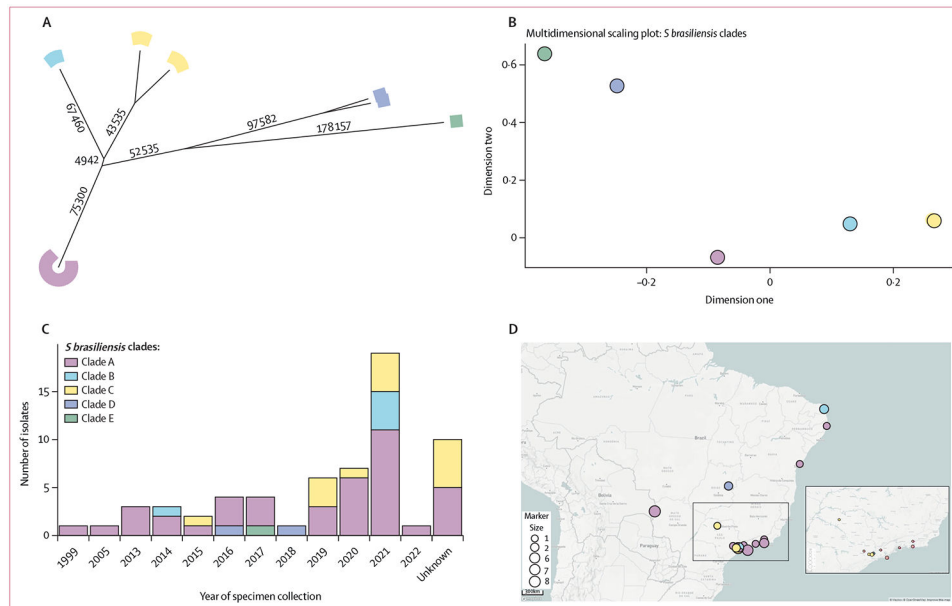 A
67460
43535
4942
52535
97582
178157
75300
B
Multidimensional scaling plot: S brasiliensis clades
0·6
0·4
0·2
0
Dimension two
-0·2
0
0·2
Dimension one
C
S brasiliensis clades:
Clade A
Clade B
Clade C
Clade D
Clade E
15
10
5
0
Number of isolates
1999
2005
2013
2014
2015
2016
2017
2018
2019
2020
2021
2022
Unknown
Year of specimen collection
D
Brazil
Bolivia
Paraguay
Marker
Size
1
2
6
7
8
300km